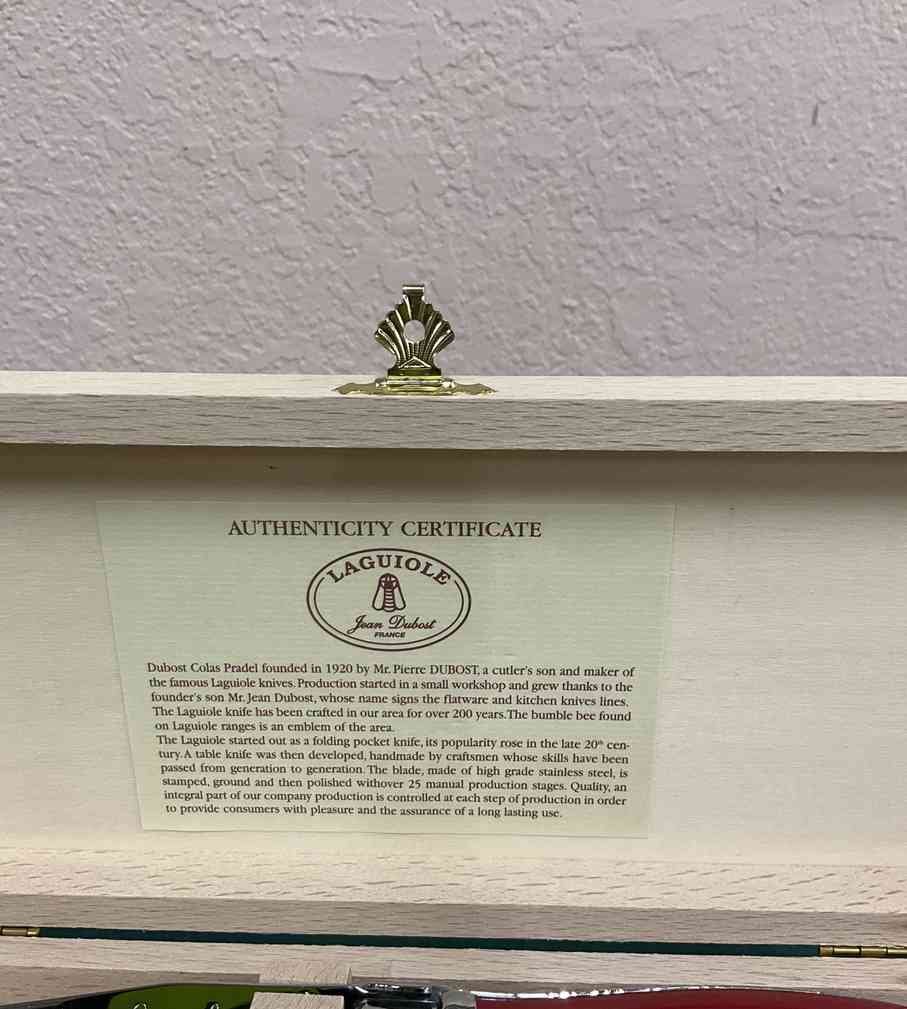 AUTHENTICITY CERTIFICATE
LAGUIOLE
Jean Dubost
FRANCE
Dubost Colas Pradel founded in 1920 by Mr. Pierre DUBOST, a cutler's son and maker of
the famous Laguiole knives. Production started in a small workshop and grew thanks to the
founder's son Mr. Jean Dubost, whose name signs the flatware and kitchen knives lines.
The Laguiole knife has been crafted in our area for over 200 years. The bumble bee found
on Laguiole ranges is an emblem of the area.
The Laguiole started out as a folding pocket knife, its popularity rose in the late 20th cen-
tury. A table knife was then developed, handmade by craftsmen whose skills have been
passed from generation to generation. The blade, made of high grade stainless steel, is
stamped, ground and then polished withover 25 manual production stages. Quality, an
integral part of our company production is controlled at each step of production in order
to provide consumers with pleasure and the assurance of a long lasting use.